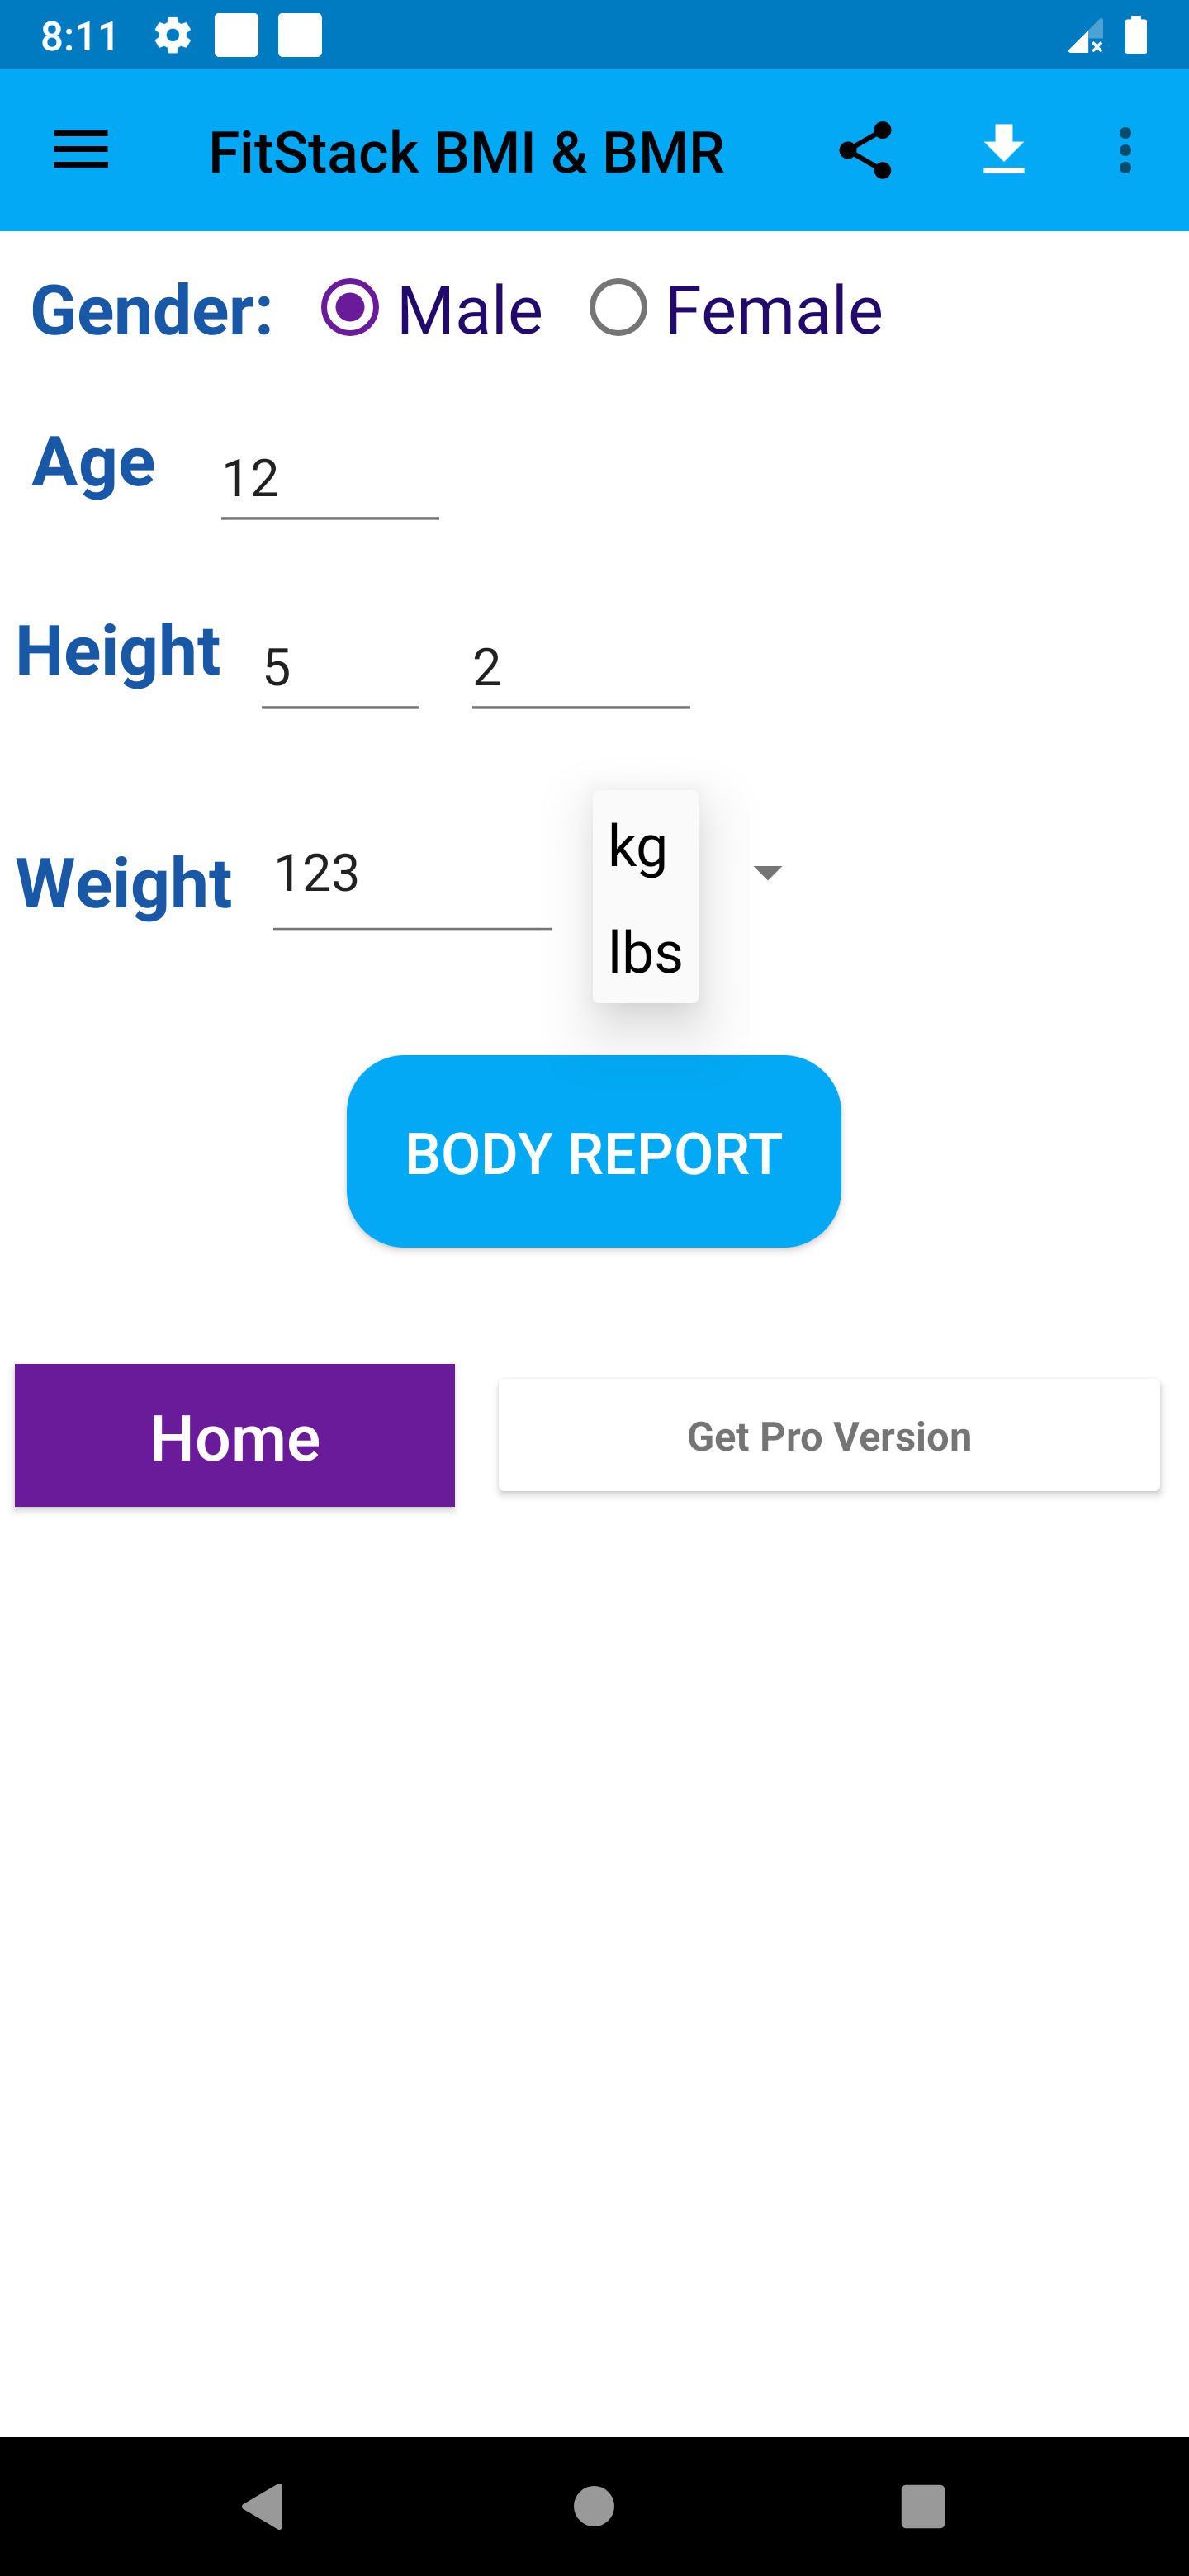 8:11
FitStack BMI & BMR
Gender: Male Female
Age 12
Height 5 2
Weight 123
kg
lbs
BODY REPORT
Home Get Pro Version